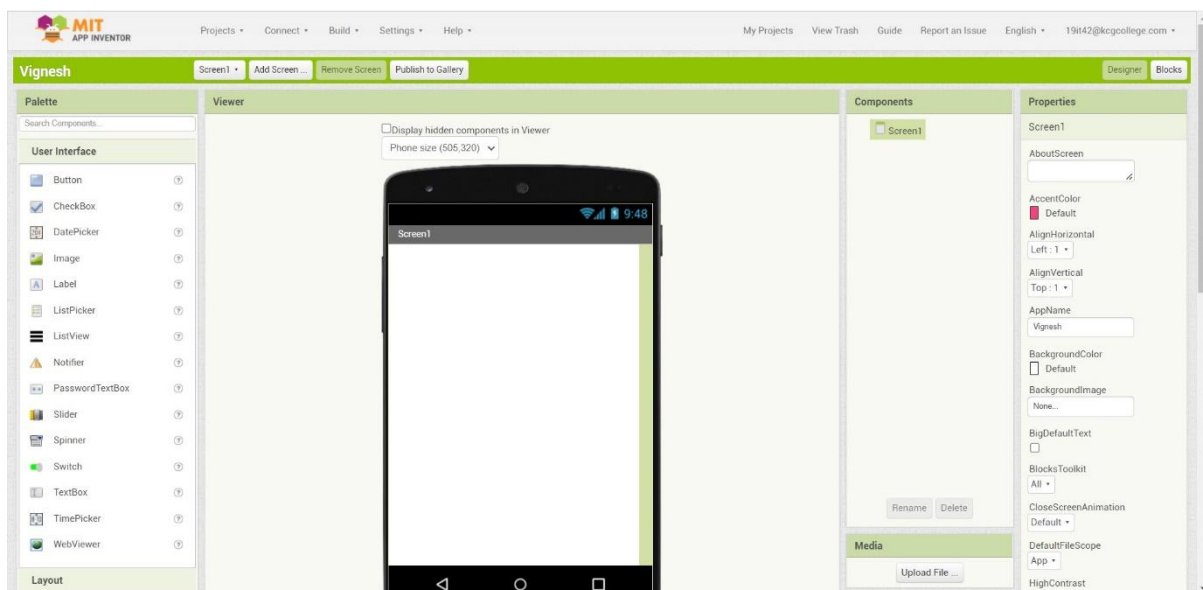 MIT
APP INVENTOR
Projects Connect Build Settings Help My Projects View Trash Guide Report an Issue English 19it42@kcgcollege.com
Vignesh Screen1 Add Screen ... Remove Screen Publish to Gallery Designer Blocks
Palette
Search Components...
User Interface
Button
CheckBox
DatePicker
Image
Label
ListPicker
ListView
Notifier
PasswordTextBox
Slider
Spinner
Switch
TextBox
TimePicker
WebViewer
Layout
Viewer
Display hidden components in Viewer
Phone size (505,320)
9:48
Screen1
Components
Screen1
Rename Delete
Media
Upload File ...
Properties
Screen1
AboutScreen
AccentColor
Default
AlignHorizontal
Left : 1
AlignVertical
Top : 1
AppName
Vignesh
BackgroundColor
Default
BackgroundImage
None...
BigDefaultText
BlocksToolkit
All
CloseScreenAnimation
Default
DefaultFileScope
App
HighContrast